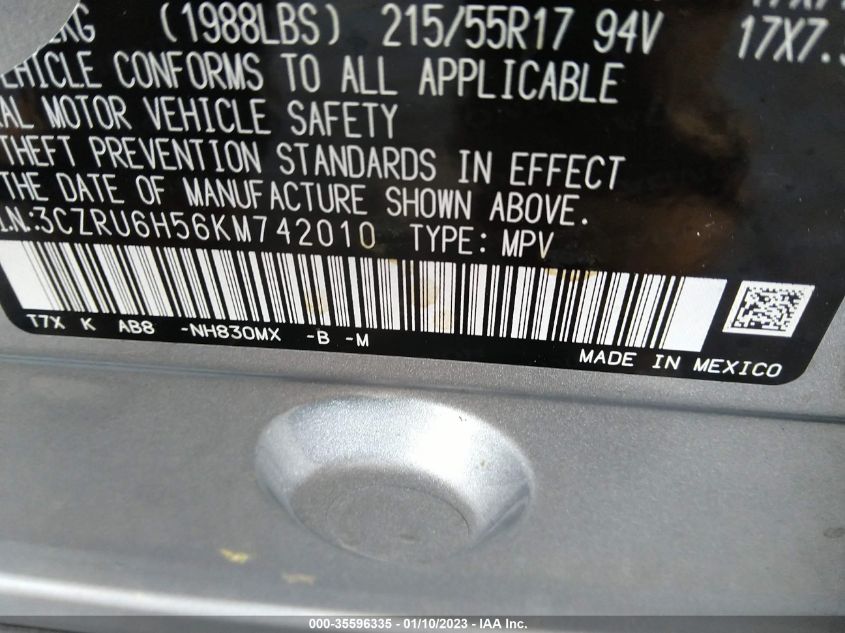 KG (1988LBS) 215/55R17 94V 17X7.
VEHICLE CONFORMS TO ALL APPLICABLE
MOTOR VEHICLE SAFETY
THEFT PREVENTION STANDARDS IN EFFECT
THE DATE OF MANUFACTURE SHOWN ABOVE.
3CZRU6H56KM742010 TYPE: MPV
T7X K AB8 -NH830MX -B -M
MADE IN MEXICO
000-35596335 - 01/10/2023 - IAA Inc.